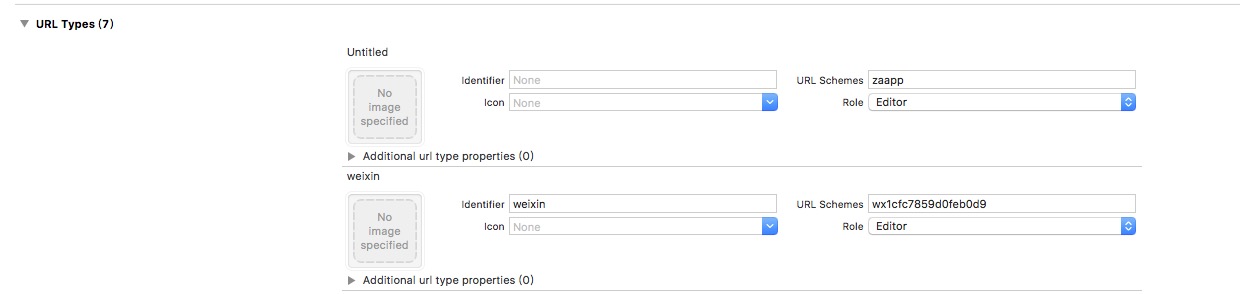 URL Types (7)
Untitled
No image specified
Identifier None
URL Schemes zaapp
Icon None
Role Editor
Additional url type properties (0)
weixin
No image specified
Identifier weixin
URL Schemes wx1cfc7859d0feb0d9
Icon None
Role Editor
Additional url type properties (0)